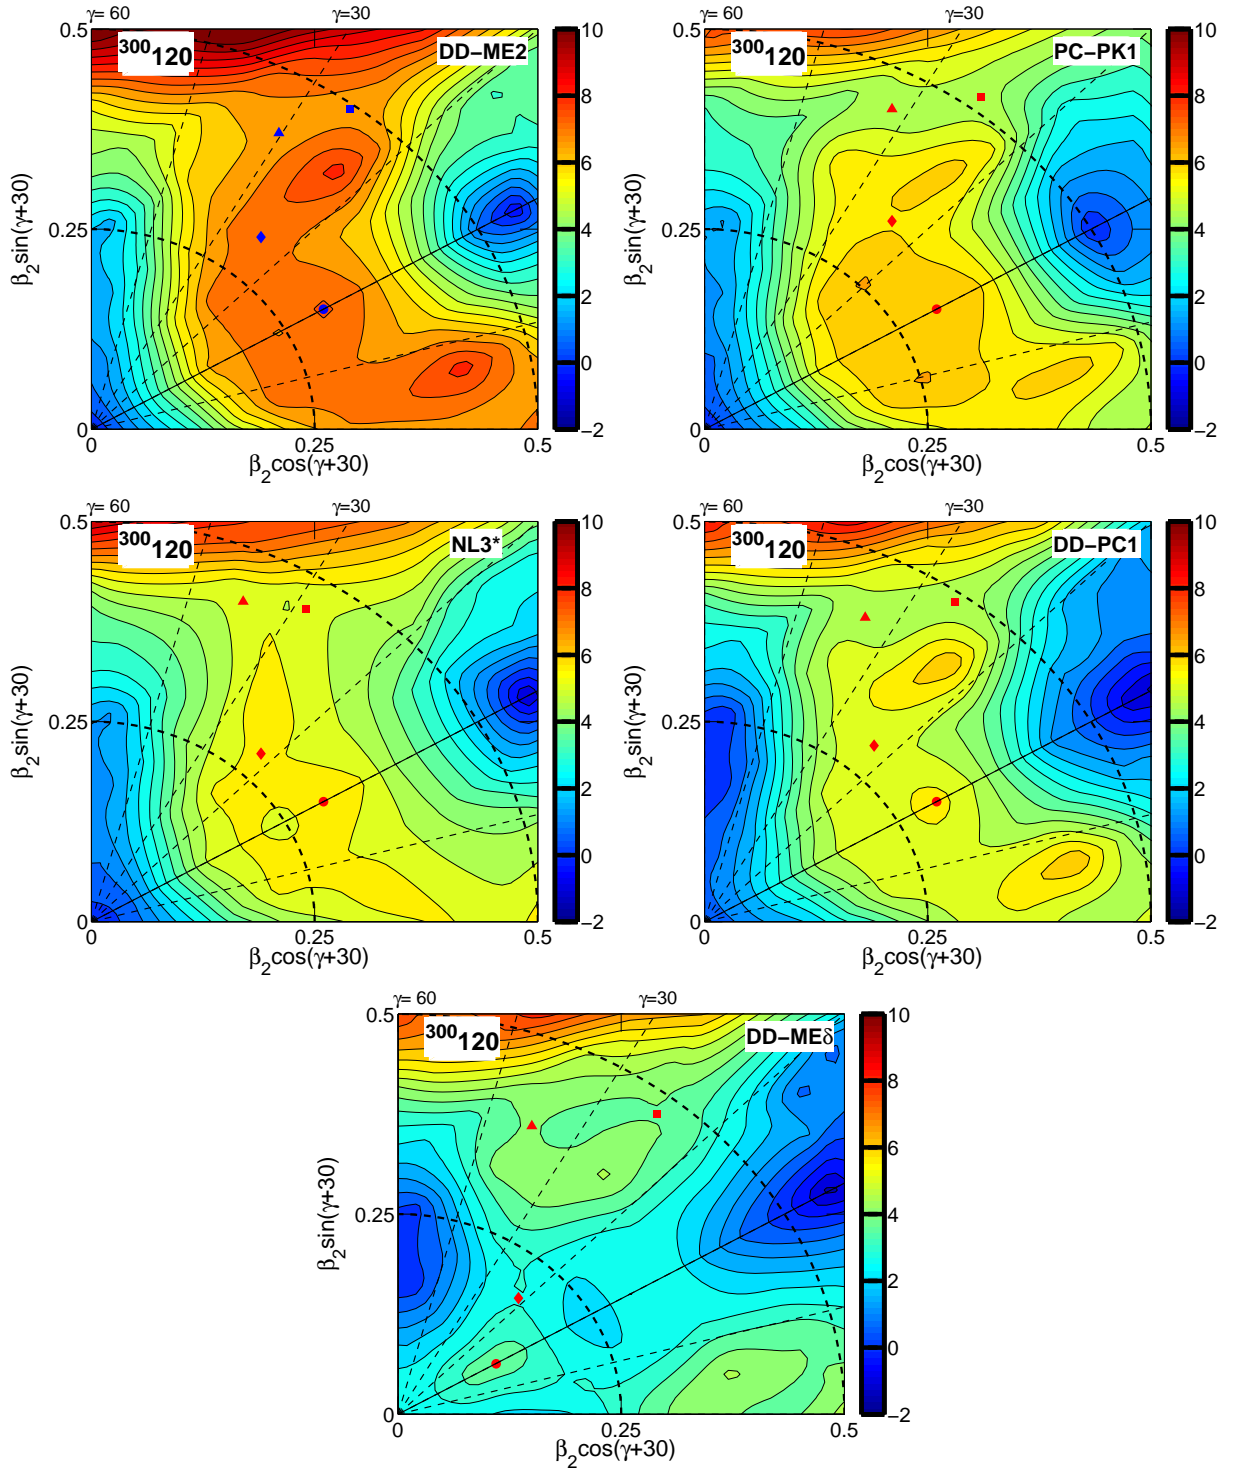 γ= 60 γ=30 γ= 60 γ=30
0.5 ³⁰⁰120 DD−ME2 10 0.5 ³⁰⁰120 PC−PK1 10
8 8
6 6
β₂sin(γ+30) 0.25 4 β₂sin(γ+30) 0.25 4
2 2
0 0
0 −2 0 −2
0 0.25 0.5 0 0.25 0.5
β₂cos(γ+30) β₂cos(γ+30)
γ= 60 γ=30 γ= 60 γ=30
0.5 ³⁰⁰120 NL3* 10 0.5 ³⁰⁰120 DD−PC1 10
8 8
6 6
β₂sin(γ+30) 0.25 4 β₂sin(γ+30) 0.25 4
2 2
0 0
0 −2 0 −2
0 0.25 0.5 0 0.25 0.5
β₂cos(γ+30) β₂cos(γ+30)
γ= 60 γ=30
0.5 ³⁰⁰120 DD−MEδ 10
8
6
β₂sin(γ+30) 0.25 4
2
0
0 −2
0 0.25 0.5
β₂cos(γ+30)